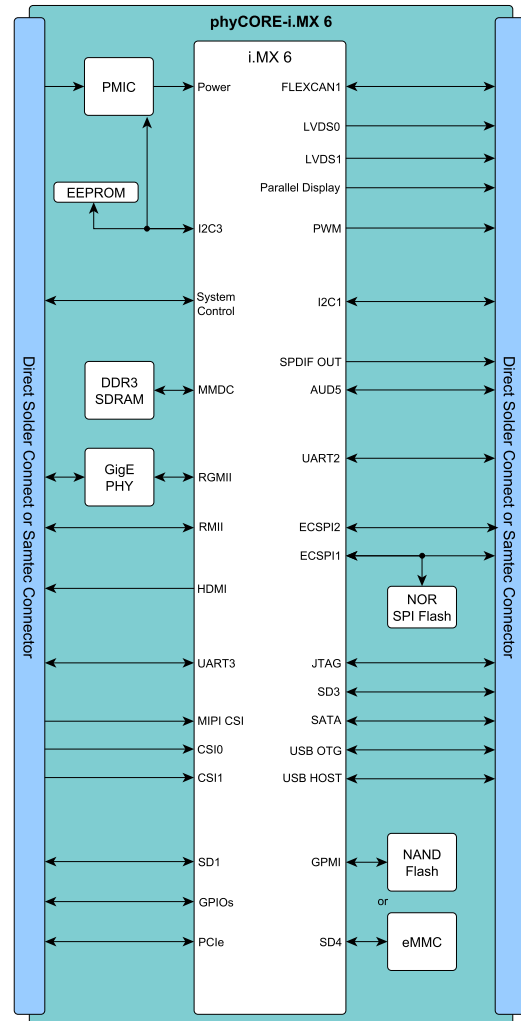 phyCORE-i.MX 6
i.MX 6
PMIC
Power
FLEXCAN1
LVDS0
LVDS1
EEPROM
Parallel Display
I2C3
PWM
System
Control
I2C1
SPDIF OUT
DDR3
SDRAM
MMDC
AUD5
GigE
PHY
RGMII
UART2
RMII
ECSPI2
ECSPI1
HDMI
NOR
SPI Flash
UART3
JTAG
SD3
MIPI CSI
SATA
CSI0
USB OTG
CSI1
USB HOST
SD1
GPMI
NAND
Flash
GPIOs
or
PCIe
SD4
eMMC
Direct Solder Connect or Samtec Connector
Direct Solder Connect or Samtec Connector